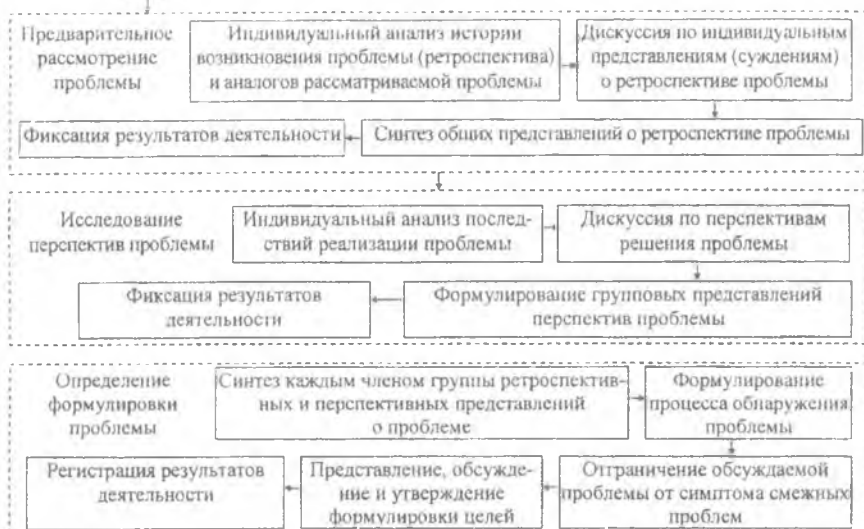 Предварительное
рассмотрение
проблемы
Индивидуальный анализ истории
возникновения проблемы (ретроспектива)
и аналогов рассматриваемой проблемы
Дискуссия по индивидуальным
представлениям (суждениям)
о ретроспективе проблемы
Фиксация результатов деятельности
Синтез общих представлений о ретроспективе проблемы
Исследование
перспектив проблемы
Индивидуальный анализ послед-
ствий реализации проблемы
Дискуссия по перспективам
решения проблемы
Фиксация результатов
деятельности
Формулирование групповых представлений
перспектив проблемы
Определение
формулировки
проблемы
Синтез каждым членом группы ретроспектив-
ных и перспективных представлений
о проблеме
Формулирование
процесса обнаружения
проблемы
Регистрация результатов
деятельности
Представление, обсужде-
ние и утверждение
формулировки целей
Отграничение обсуждаемой
проблемы от симптома смежных
проблем